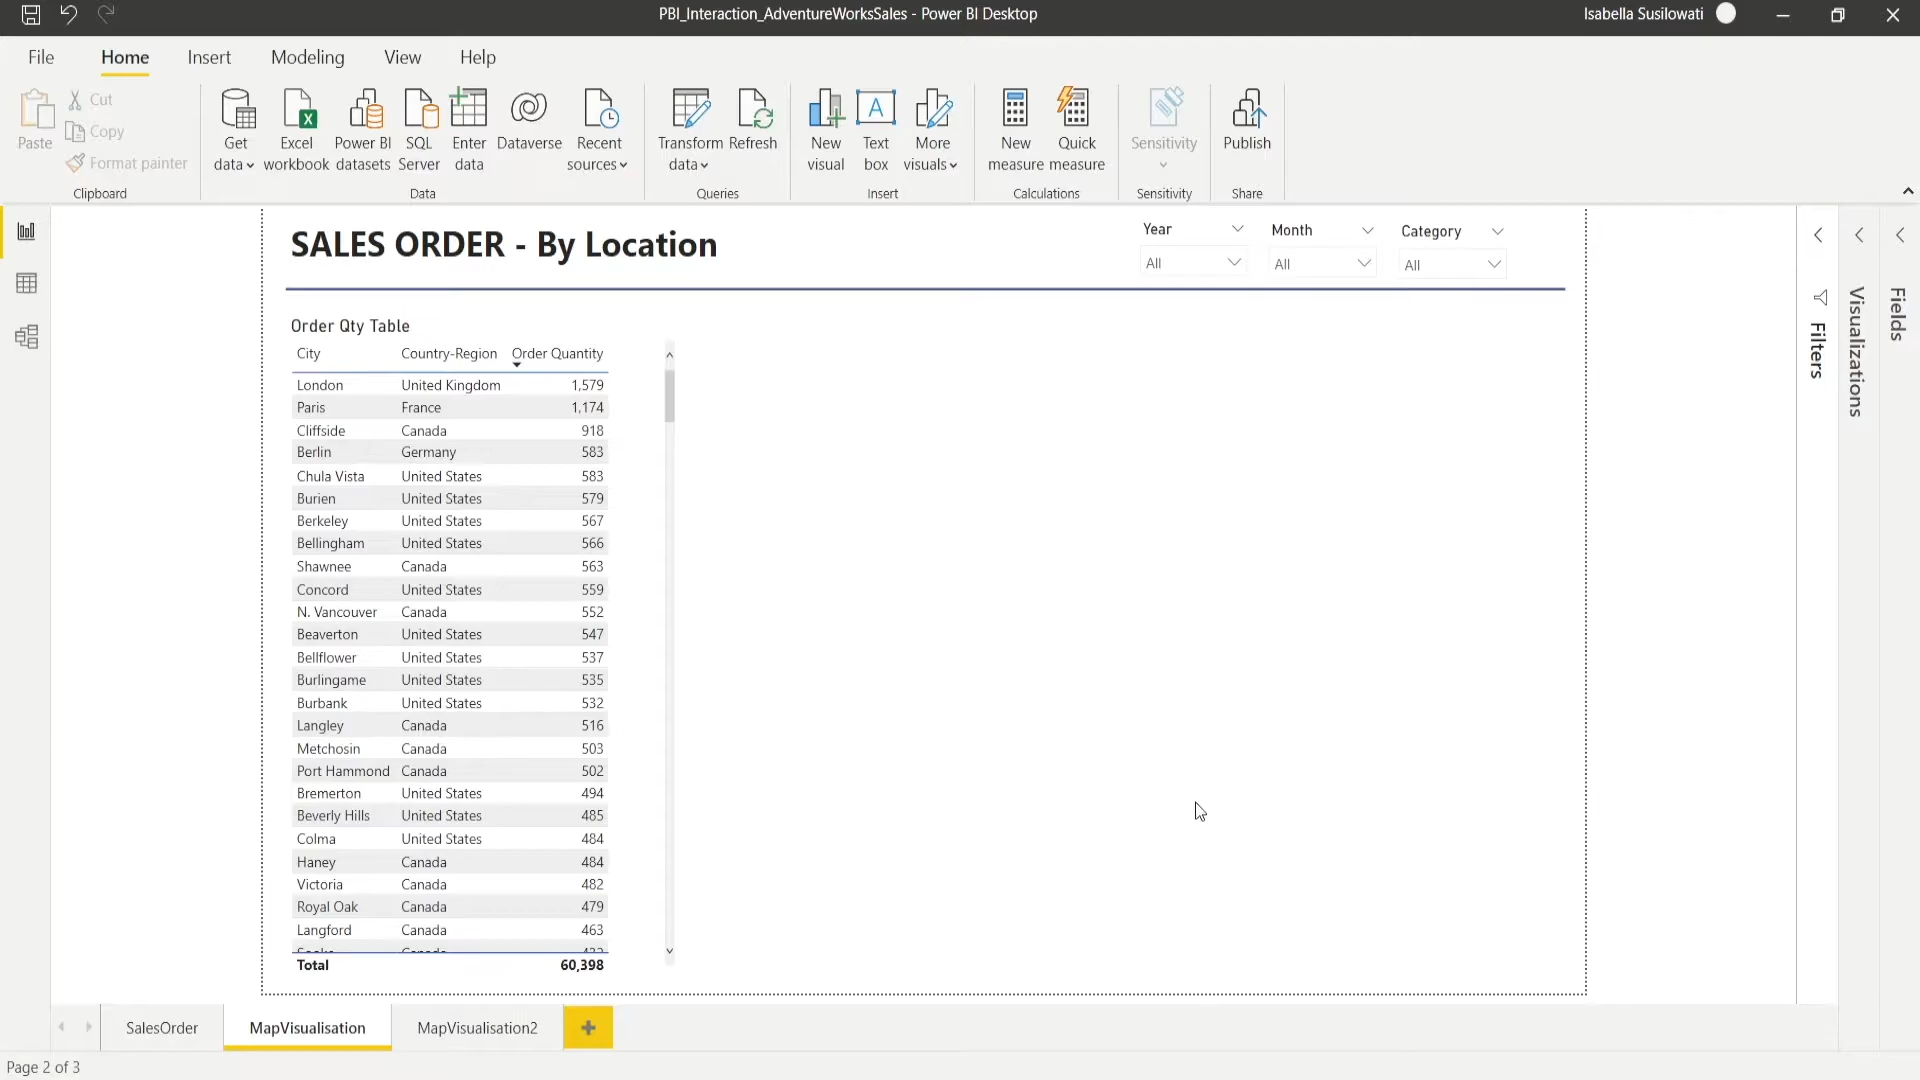 PBI_Interaction_AdventureWorksSales - Power BI Desktop
Isabella Susilowati
File Home Insert Modeling View Help
Paste
Cut
Copy
Format painter
Clipboard
Get data
Excel workbook
Power BI datasets
SQL Server
Enter data
Dataverse
Recent sources
Data
Transform data
Refresh
Queries
New visual
A
Text box
More visuals
Insert
New measure
Quick measure
Calculations
Sensitivity
Sensitivity
Publish
Share
SALES ORDER - By Location
Year Month Category
All All All
Filters
Visualizations
Fields
Order Qty Table
City Country-Region Order Quantity
London United Kingdom 1,579
Paris France 1,174
Cliffside Canada 918
Berlin Germany 583
Chula Vista United States 583
Burien United States 579
Berkeley United States 567
Bellingham United States 566
Shawnee Canada 563
Concord United States 559
N. Vancouver Canada 552
Beaverton United States 547
Bellflower United States 537
Burlingame United States 535
Burbank United States 532
Langley Canada 516
Metchosin Canada 503
Port Hammond Canada 502
Bremerton United States 494
Beverly Hills United States 485
Colma United States 484
Haney Canada 484
Victoria Canada 482
Royal Oak Canada 479
Langford Canada 463
Total 60,398
SalesOrder MapVisualisation MapVisualisation2
Page 2 of 3